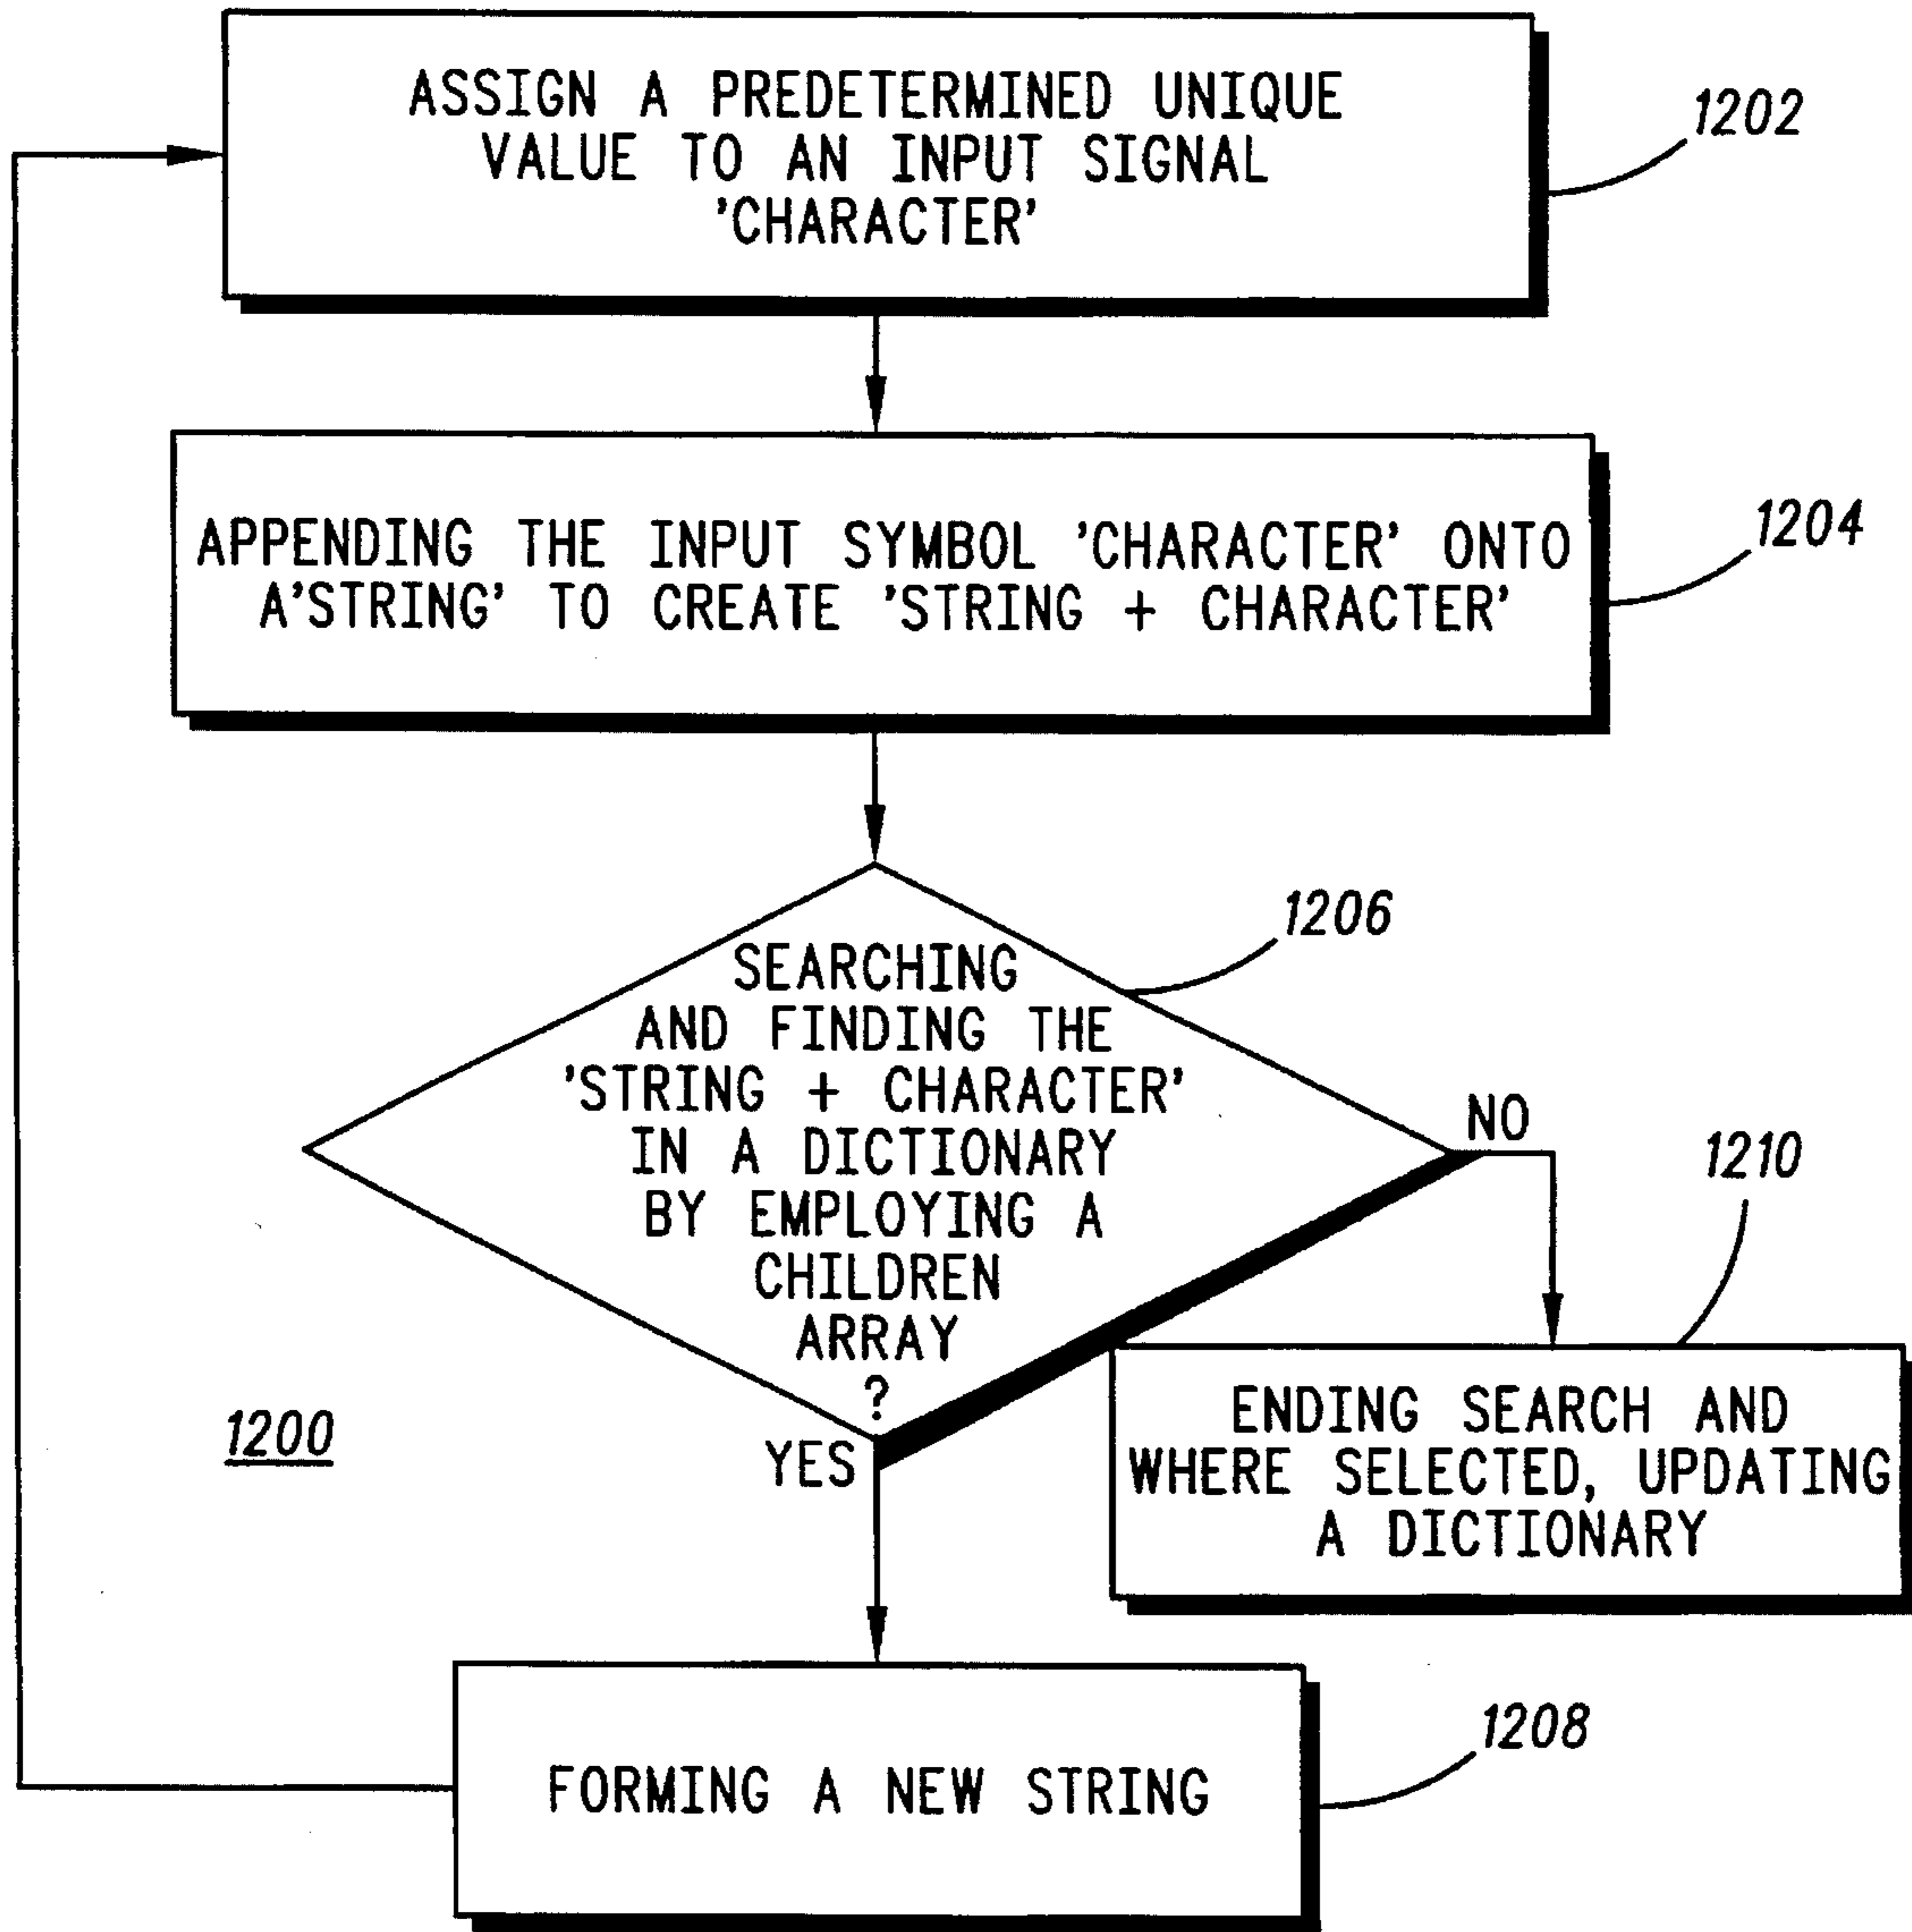 ASSIGN A PREDETERMINED UNIQUE
VALUE TO AN INPUT SIGNAL
'CHARACTER'
1202
APPENDING THE INPUT SYMBOL 'CHARACTER' ONTO
A'STRING' TO CREATE 'STRING + CHARACTER'
1204
SEARCHING
AND FINDING THE
'STRING + CHARACTER'
IN A DICTIONARY
BY EMPLOYING A
CHILDREN
ARRAY
?
1206
NO
YES
1210
ENDING SEARCH AND
WHERE SELECTED, UPDATING
A DICTIONARY
1200
FORMING A NEW STRING
1208